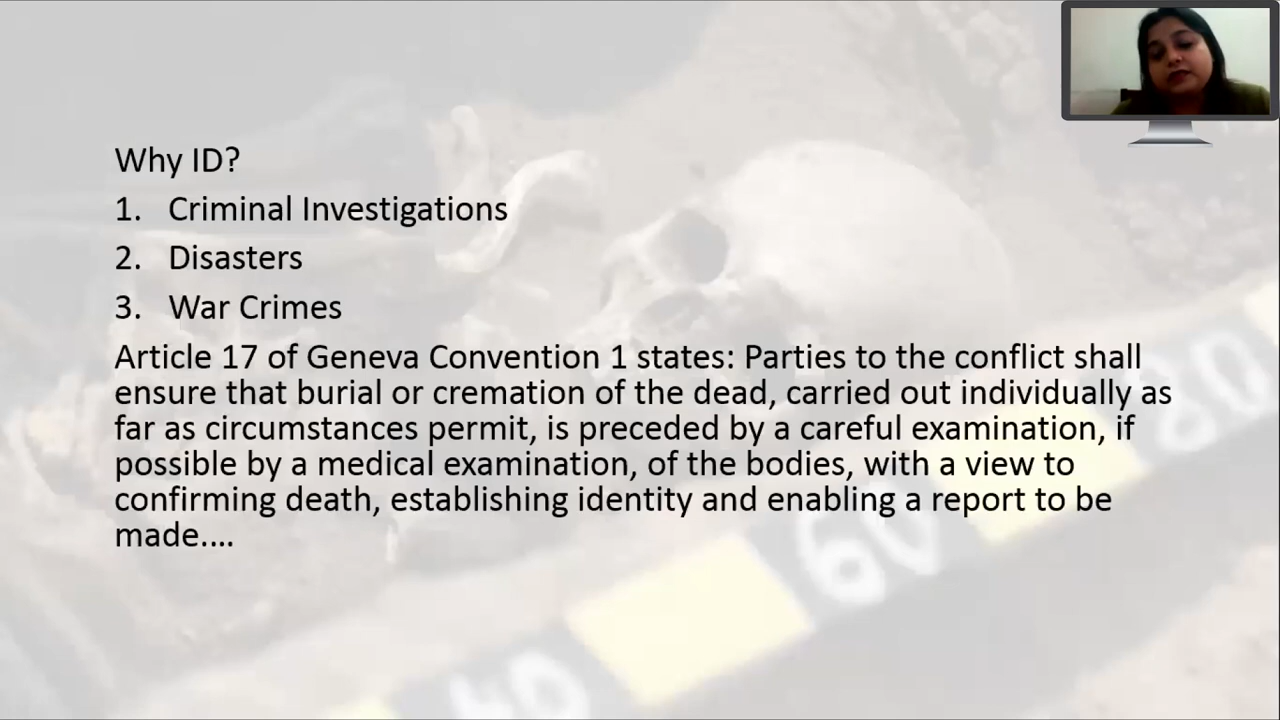 Why ID?
1. Criminal Investigations
2. Disasters
3. War Crimes
Article 17 of Geneva Convention 1 states: Parties to the conflict shall
ensure that burial or cremation of the dead, carried out individually as
far as circumstances permit, is preceded by a careful examination, if
possible by a medical examination, of the bodies, with a view to
confirming death, establishing identity and enabling a report to be
made....
80
60
40